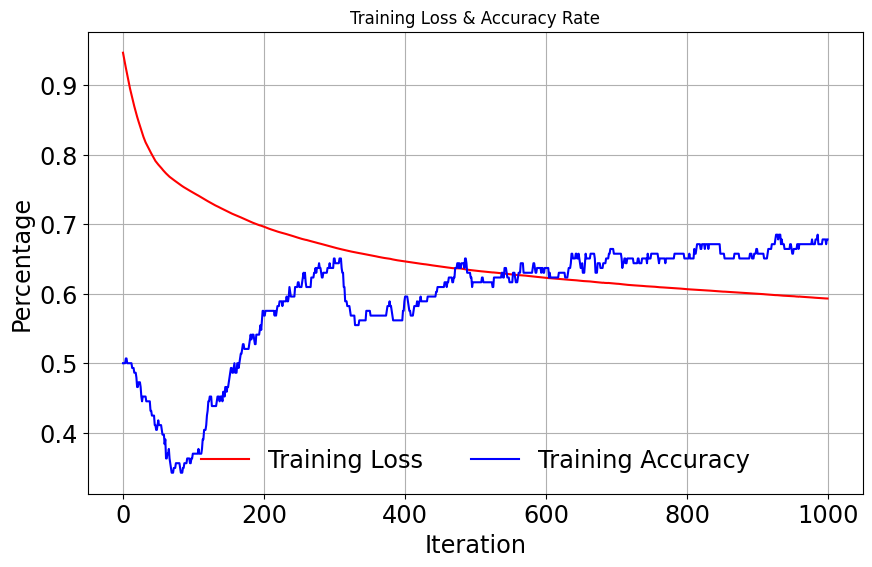 Training Loss & Accuracy Rate
Percentage
0.9
0.8
0.7
0.6
0.5
0.4
Training Loss
Training Accuracy
0
200
400
600
800
1000
Iteration